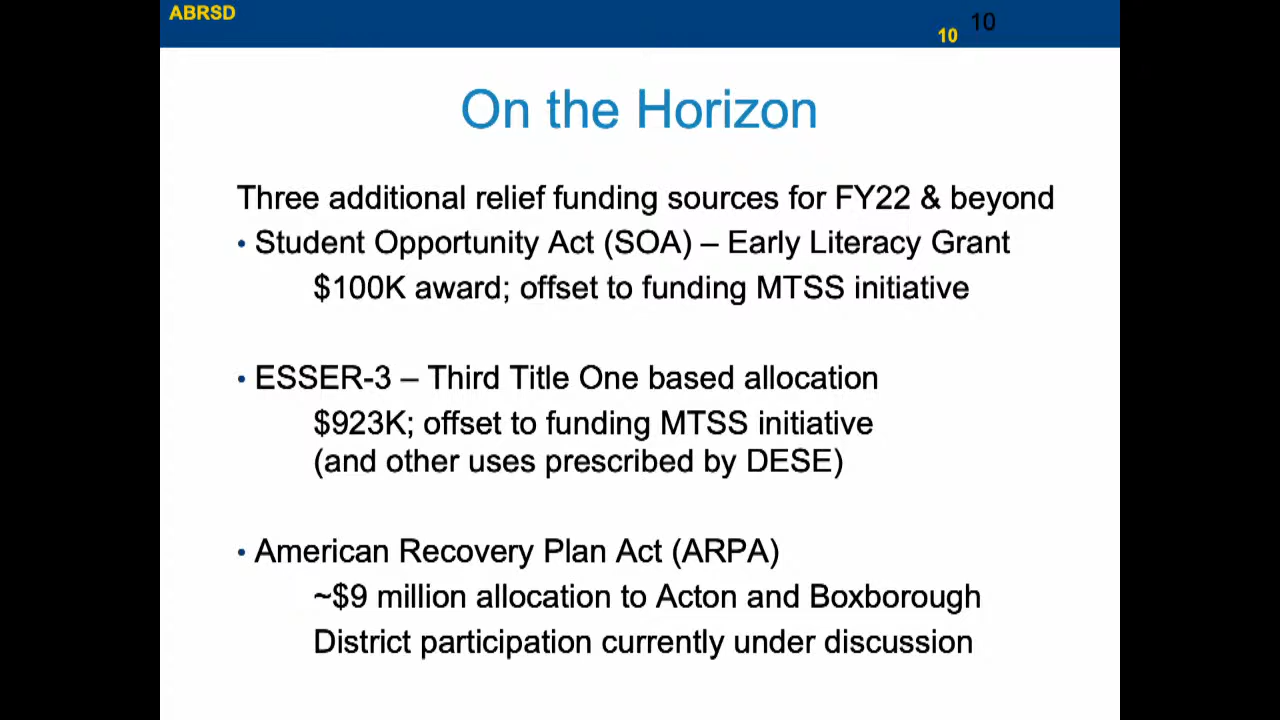 ABRSD
10
10
On the Horizon
Three additional relief funding sources for FY22 & beyond
• Student Opportunity Act (SOA) – Early Literacy Grant
$100K award; offset to funding MTSS initiative
• ESSER-3 – Third Title One based allocation
$923K; offset to funding MTSS initiative
(and other uses prescribed by DESE)
• American Recovery Plan Act (ARPA)
~$9 million allocation to Acton and Boxborough
District participation currently under discussion